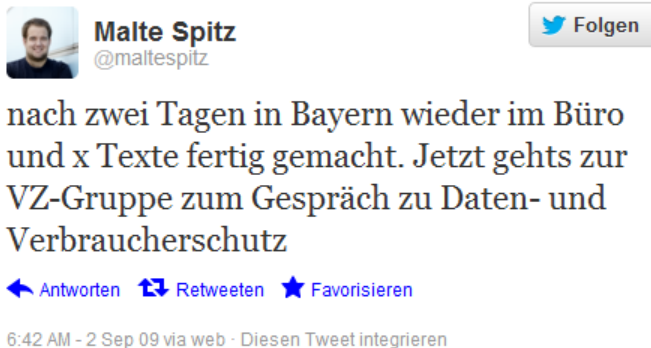 Malte Spitz
@maltespitz
Folgen
nach zwei Tagen in Bayern wieder im Büro
und x Texte fertig gemacht. Jetzt gehts zur
VZ-Gruppe zum Gespräch zu Daten- und
Verbraucherschutz
Antworten Retweeten Favorisieren
6:42 AM - 2 Sep 09 via web · Diesen Tweet integrieren